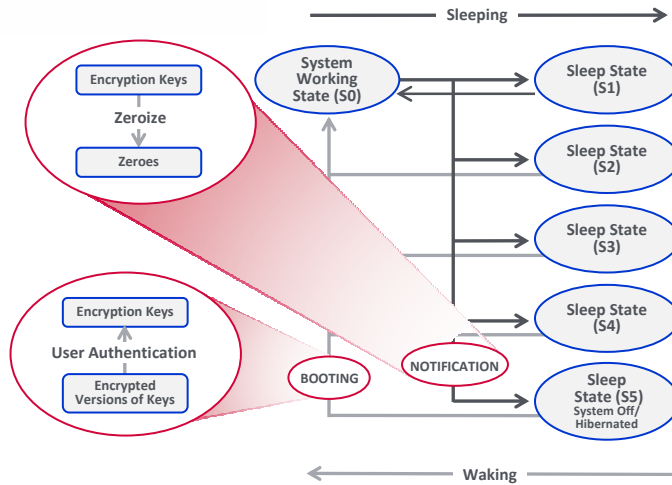 Sleeping
Encryption Keys
Zeroize
Zeroes
System
Working
State (S0)
Sleep State
(S1)
Sleep State
(S2)
Sleep State
(S3)
Sleep State
(S4)
Encryption Keys
User Authentication
Encrypted
Versions of Keys
BOOTING
NOTIFICATION
Sleep
State (S5)
System Off/
Hibernated
Waking